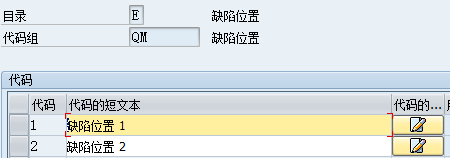 目录 E 缺陷位置
代码组 QM 缺陷位置
代码
代码 代码的短文本 代码的...
1 缺陷位置 1
2 缺陷位置 2